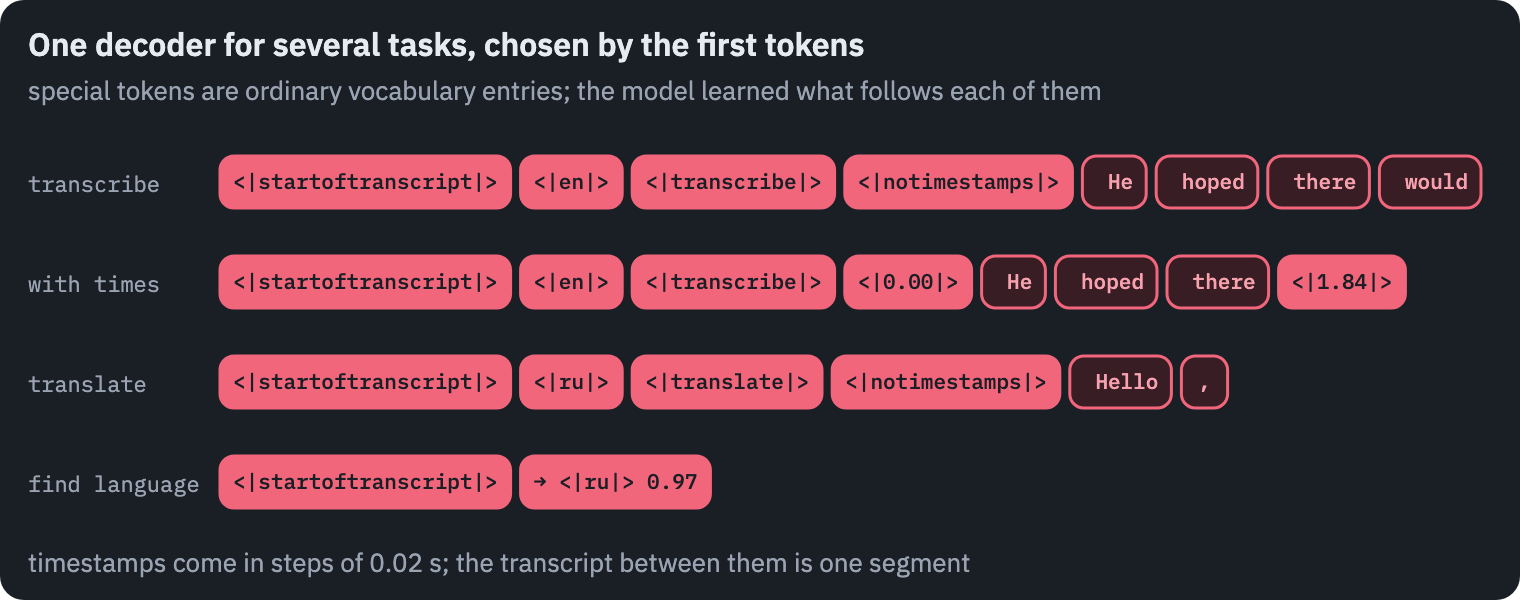 One decoder for several tasks, chosen by the first tokens
special tokens are ordinary vocabulary entries; the model learned what follows each of them
transcribe <|startoftranscript|> <|en|> <|transcribe|> <|notimestamps|> He hoped there would
with times <|startoftranscript|> <|en|> <|transcribe|> <|0.00|> He hoped there <|1.84|>
translate <|startoftranscript|> <|ru|> <|translate|> <|notimestamps|> Hello ,
find language <|startoftranscript|> → <|ru|> 0.97
timestamps come in steps of 0.02 s; the transcript between them is one segment